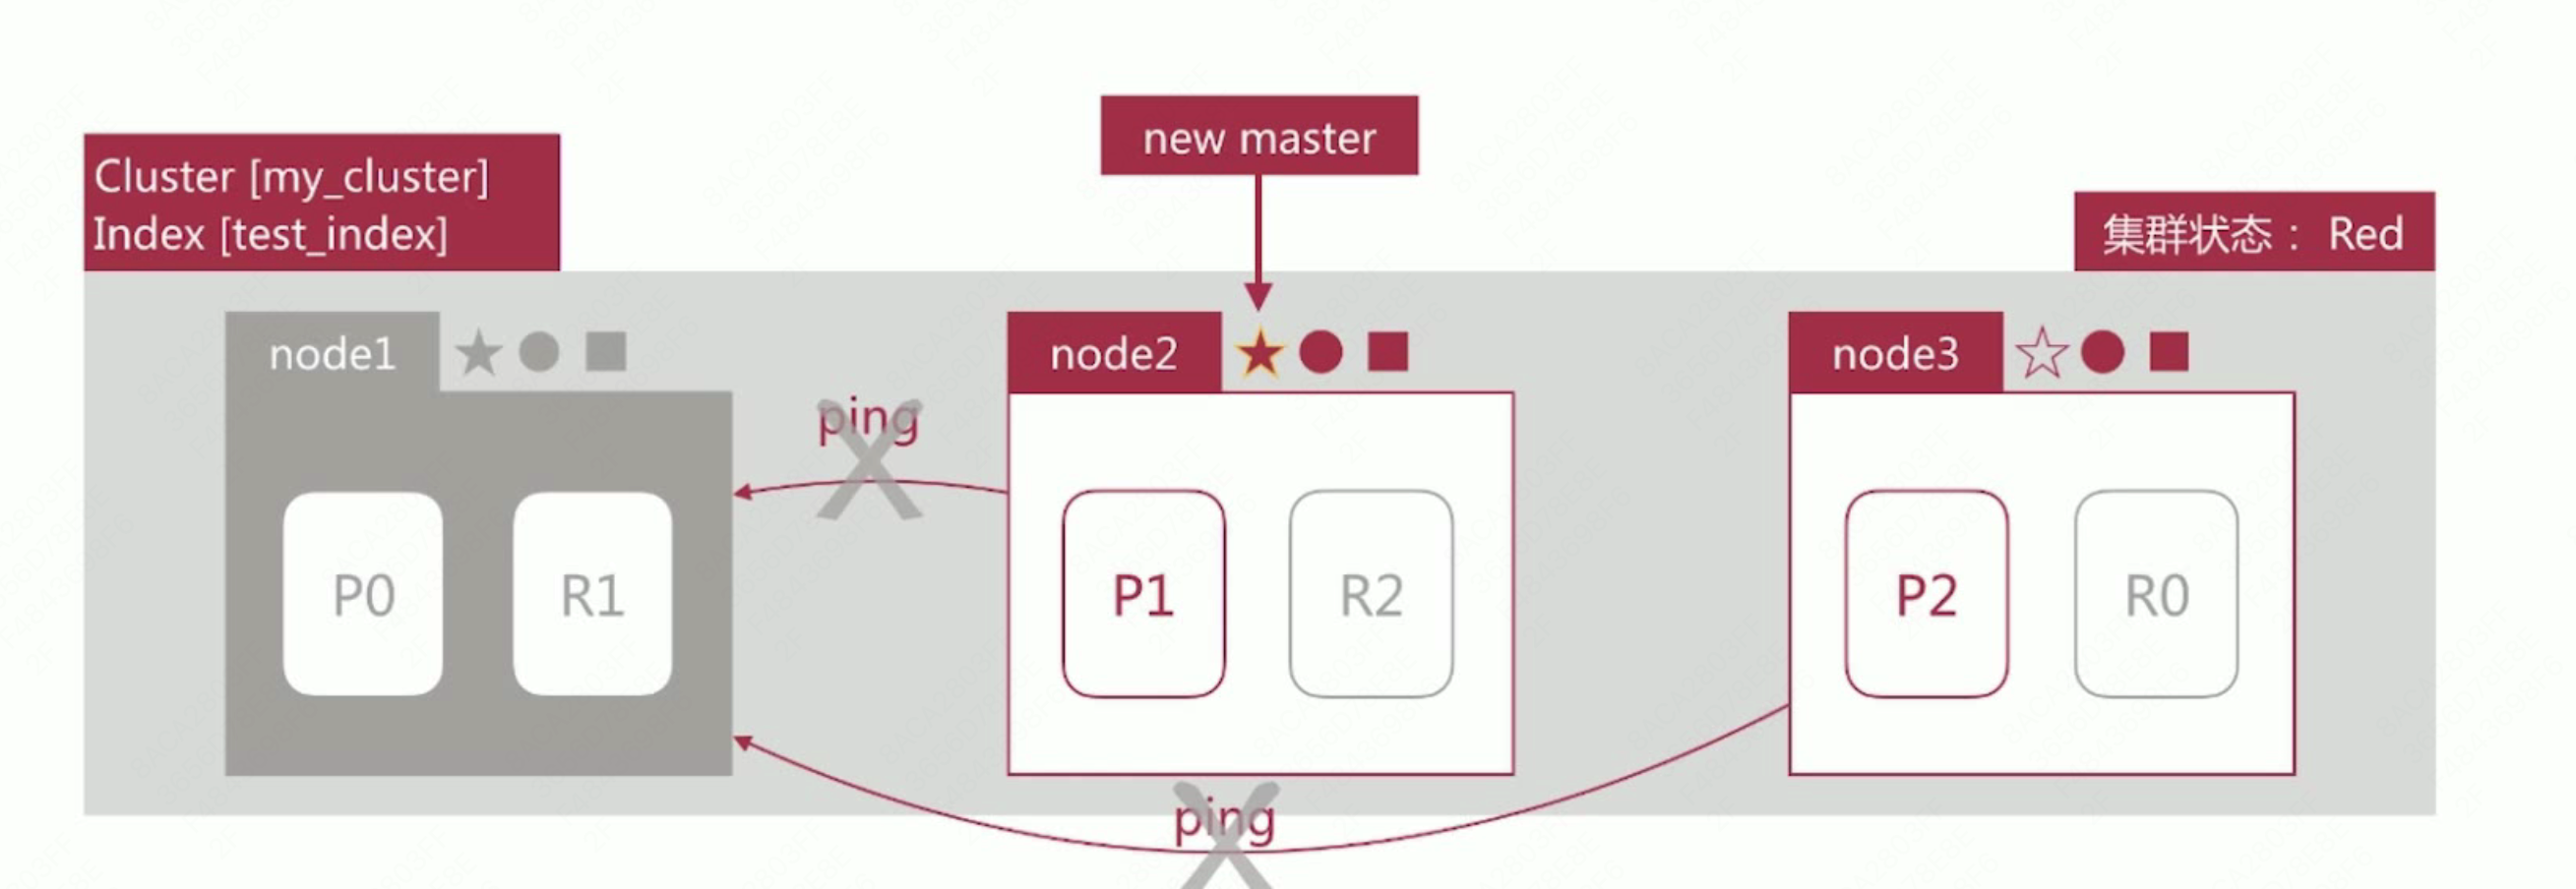 new master
Cluster [my_cluster]
Index [test_index]
集群状态： Red
node1
node2
node3
ping
P0
R1
P1
R2
P2
R0
ping